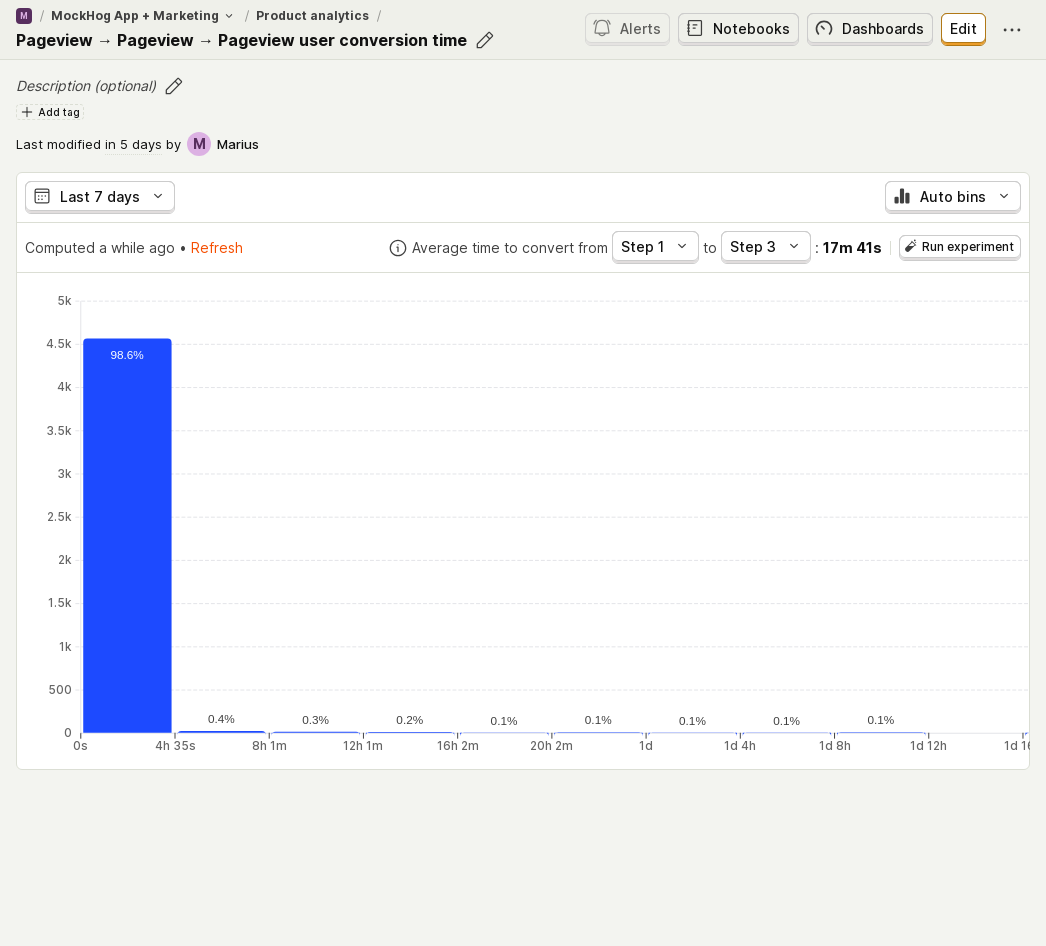 M / MockHog App + Marketing / Product analytics /
Pageview → Pageview → Pageview user conversion time
Alerts Notebooks Dashboards Edit
Description (optional)
Add tag
Last modified in 5 days by M Marius
Last 7 days Auto bins
Computed a while ago • Refresh Average time to convert from Step 1 to Step 3 : 17m 41s Run experiment
5k
4.5k
98.6%
4k
3.5k
3k
2.5k
2k
1.5k
1k
500
0.4% 0.3% 0.2% 0.1% 0.1% 0.1% 0.1% 0.1%
0
0s 4h 35s 8h 1m 12h 1m 16h 2m 20h 2m 1d 1d 4h 1d 8h 1d 12h 1d